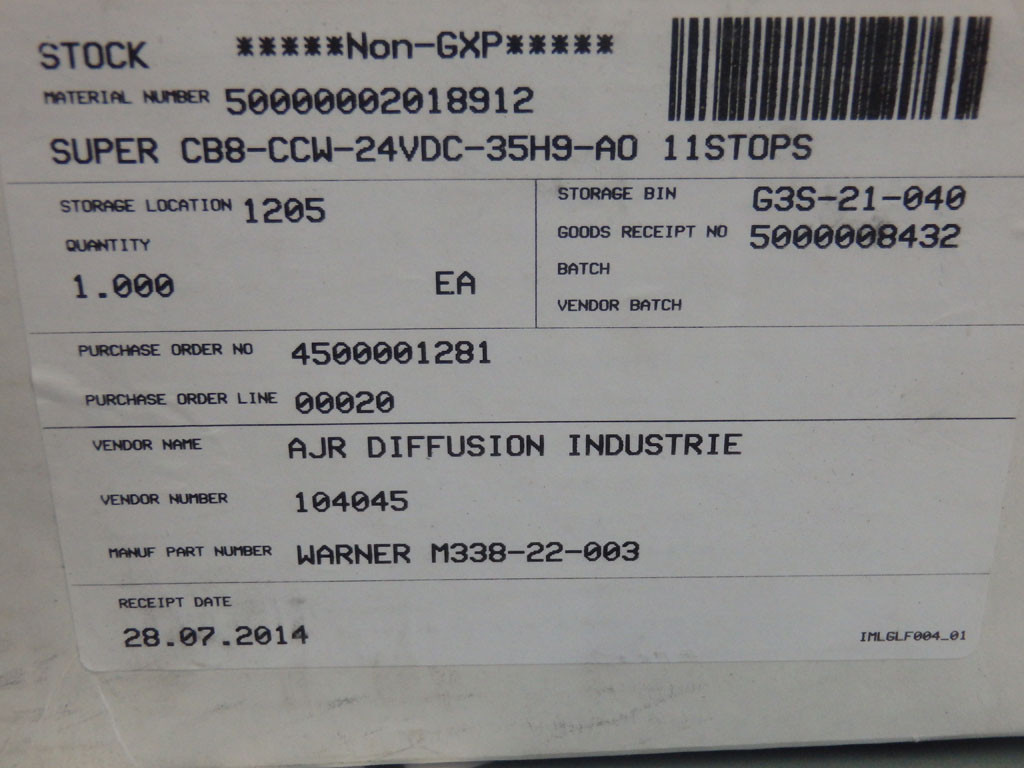 STOCK *****Non-GXP*****
MATERIAL NUMBER 50000002018912
SUPER CB8-CCW-24VDC-35H9-AO 11STOPS
STORAGE LOCATION 1205
QUANTITY
1.000 EA
STORAGE BIN G3S-21-040
GOODS RECEIPT NO 5000008432
BATCH
VENDOR BATCH
PURCHASE ORDER NO 4500001281
PURCHASE ORDER LINE 00020
VENDOR NAME AJR DIFFUSION INDUSTRIE
VENDOR NUMBER 104045
MANUF PART NUMBER WARNER M338-22-003
RECEIPT DATE
28.07.2014
IMLGLF004_01